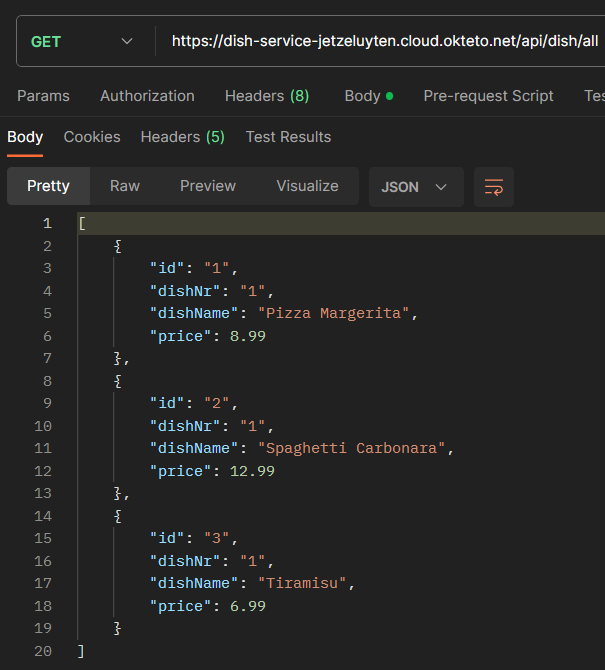 GET https://dish-service-jetzeluyten.cloud.okteto.net/api/dish/all
Params Authorization Headers (8) Body Pre-request Script Tes
Body Cookies Headers (5) Test Results
Pretty Raw Preview Visualize JSON
1 [
2 {
3 "id": "1",
4 "dishNr": "1",
5 "dishName": "Pizza Margerita",
6 "price": 8.99
7 },
8 {
9 "id": "2",
10 "dishNr": "1",
11 "dishName": "Spaghetti Carbonara",
12 "price": 12.99
13 },
14 {
15 "id": "3",
16 "dishNr": "1",
17 "dishName": "Tiramisu",
18 "price": 6.99
19 }
20 ]